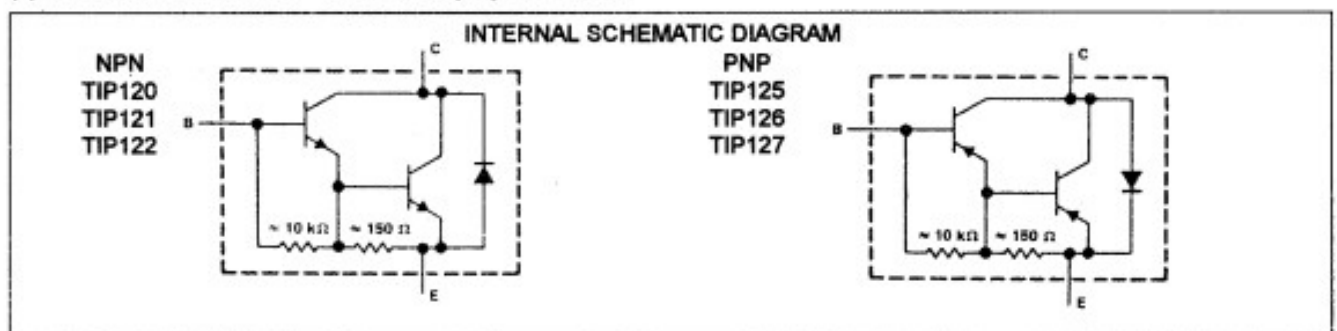 INTERNAL SCHEMATIC DIAGRAM
NPN
TIP120
TIP121
TIP122
C
B
≈ 10 kΩ
≈ 150 Ω
E
PNP
TIP125
TIP126
TIP127
C
B
≈ 10 kΩ
≈ 150 Ω
E